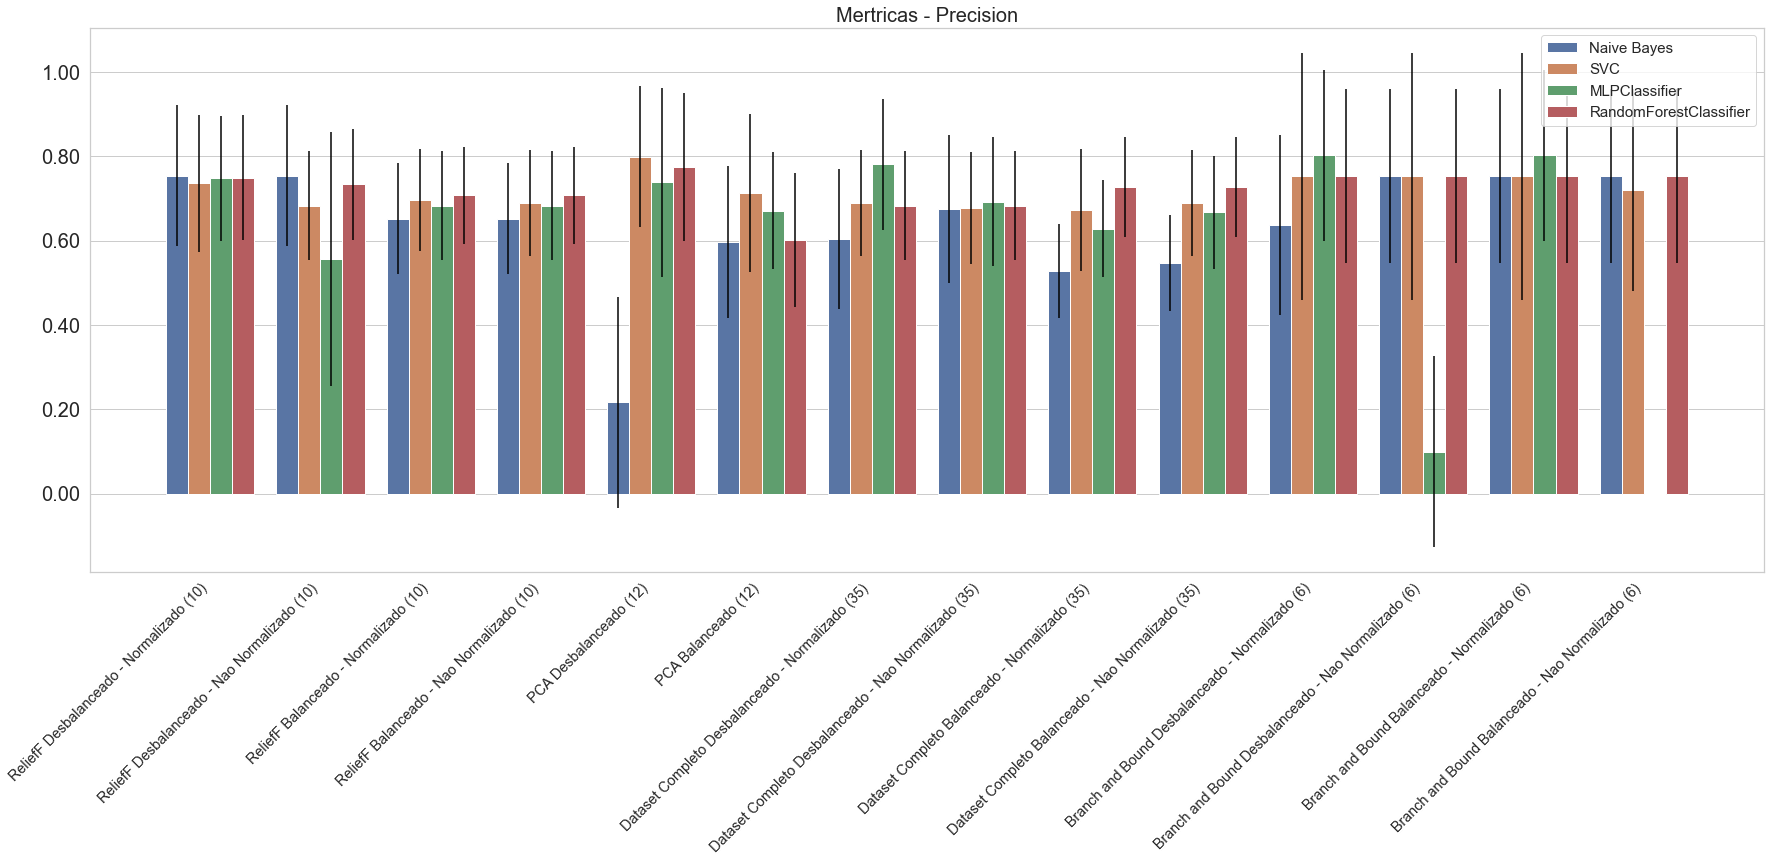 Mertricas - Precision
Naive Bayes
SVC
MLPClassifier
RandomForestClassifier
1.00
0.80
0.60
0.40
0.20
0.00
ReliefF Desbalanceado - Normalizado (10)
ReliefF Desbalanceado - Nao Normalizado (10)
ReliefF Balanceado - Normalizado (10)
ReliefF Balanceado - Nao Normalizado (10)
PCA Desbalanceado (12)
PCA Balanceado (12)
Dataset Completo Desbalanceado - Normalizado (35)
Dataset Completo Desbalanceado - Nao Normalizado (35)
Dataset Completo Balanceado - Normalizado (35)
Dataset Completo Balanceado - Nao Normalizado (35)
Branch and Bound Desbalanceado - Normalizado (6)
Branch and Bound Desbalanceado - Nao Normalizado (6)
Branch and Bound Balanceado - Normalizado (6)
Branch and Bound Balanceado - Nao Normalizado (6)